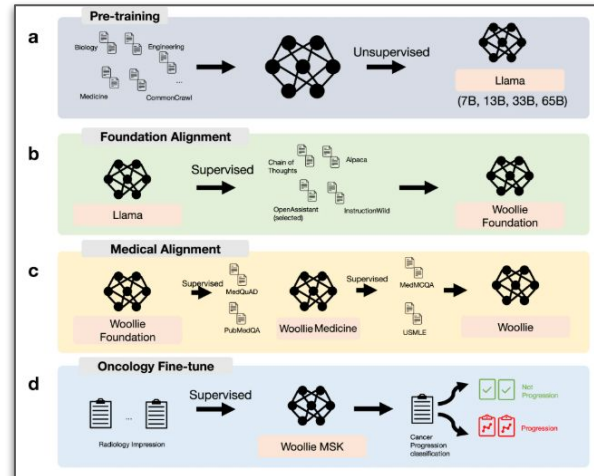 Pre-training
a
Biology
Engineering
Medicine
CommonCrawl
...
Unsupervised
Llama
(7B, 13B, 33B, 65B)
Foundation Alignment
b
Llama
Supervised
Chain of
Thoughts
Alpaca
OpenAssistant
(selected)
InstructionWild
Woollie
Foundation
Medical Alignment
c
Woollie
Foundation
Supervised
MedQuAD
PubMedQA
Woollie Medicine
Supervised
MedMCQA
USMLE
Woollie
Oncology Fine-tune
d
...
Radiology Impression
Supervised
Woollie MSK
Cancer
Progression
classification
Not
Progression
Progression